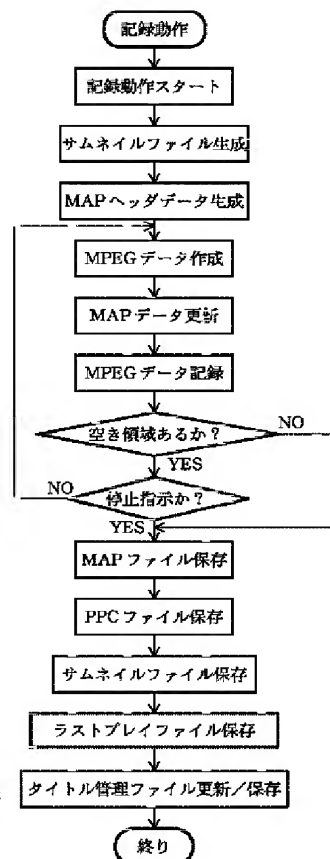 記録動作
記録動作スタート
サムネイルファイル生成
MAPヘッダデータ生成
MPEGデータ作成
MAPデータ更新
MPEGデータ記録
空き領域あるか？
NO
YES
NO
停止指示か？
YES
MAPファイル保存
PPCファイル保存
サムネイルファイル保存
ラストプレイファイル保存
タイトル管理ファイル更新／保存
終り